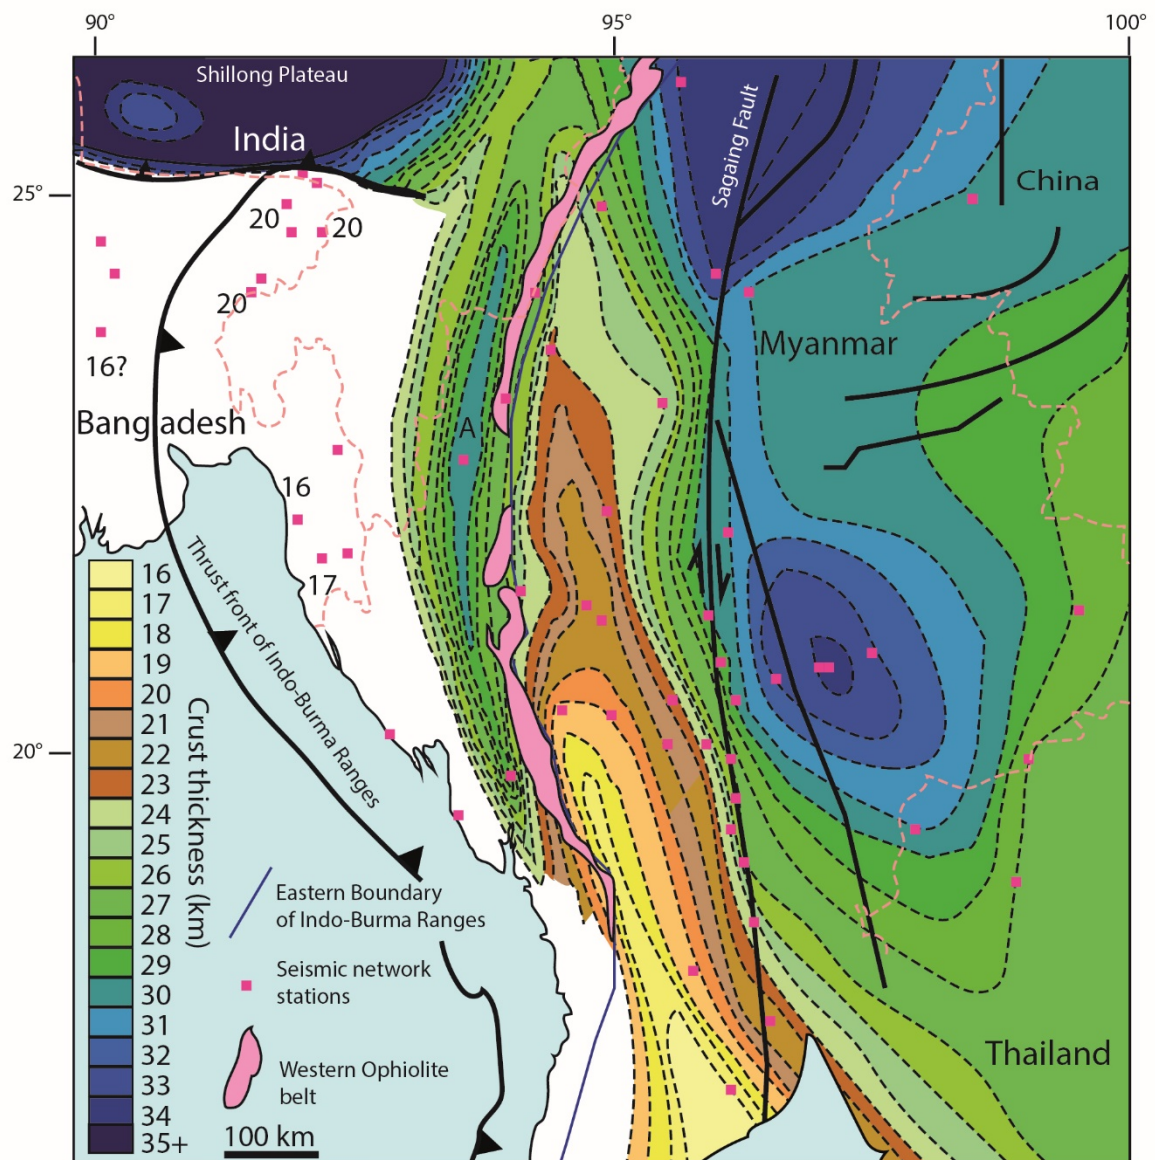 90°
95°
100°
Shillong Plateau
India
Sagaing Fault
China
25°
20
20
20
Myanmar
16?
Bangladesh
A
16
17
Thrust front of Indo-Burma Ranges
20°
16
17
18
19
20
21
22
23
24
25
26
27
28
29
30
31
32
33
34
35+
Crust thickness (km)
Eastern Boundary
of Indo-Burma Ranges
Seismic network
stations
Western Ophiolite
belt
100 km
Thailand